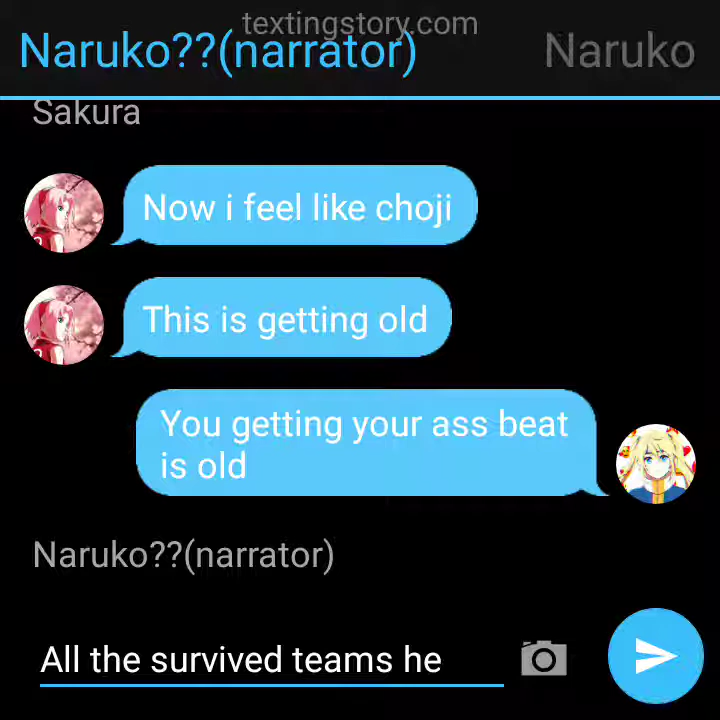 textingstory.com
Naruko??(narrator) Naruko
Sakura
Now i feel like choji
This is getting old
You getting your ass beat
is old
Naruko??(narrator)
All the survived teams he